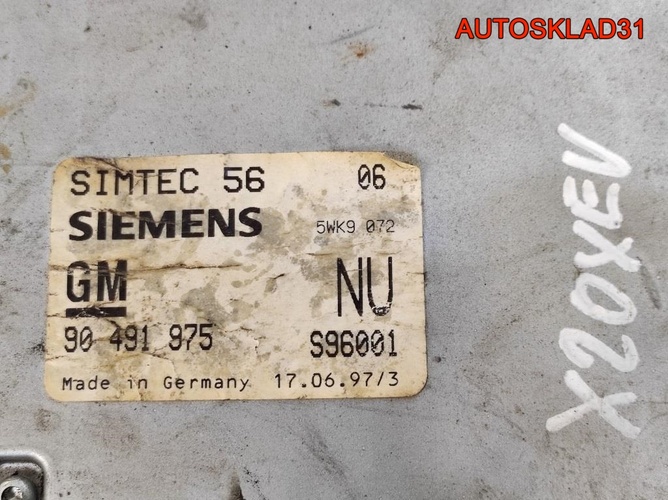 AUTOSKLAD31
SIMTEC 56 06
SIEMENS 5WK9 072
GM NU
90 491 975 S96001
Made in Germany 17.06.97/3
X20XEV